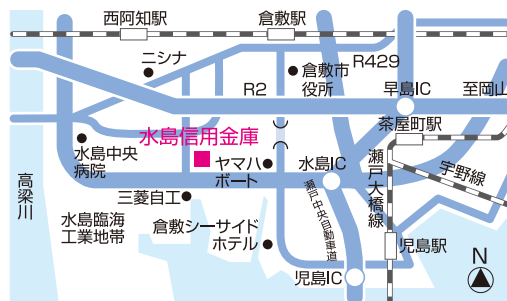 西阿知駅
倉敷駅
ニシナ
倉敷市
役所
R429
R2
早島IC
至岡山
茶屋町駅
水島信用金庫
水島中央
病院
ヤマハ
ボート
水島IC
瀬戸大橋線
宇野線
高梁川
三菱自工
瀬戸中央自動車道
水島臨海
工業地帯
倉敷シーサイド
ホテル
児島駅
児島IC
N